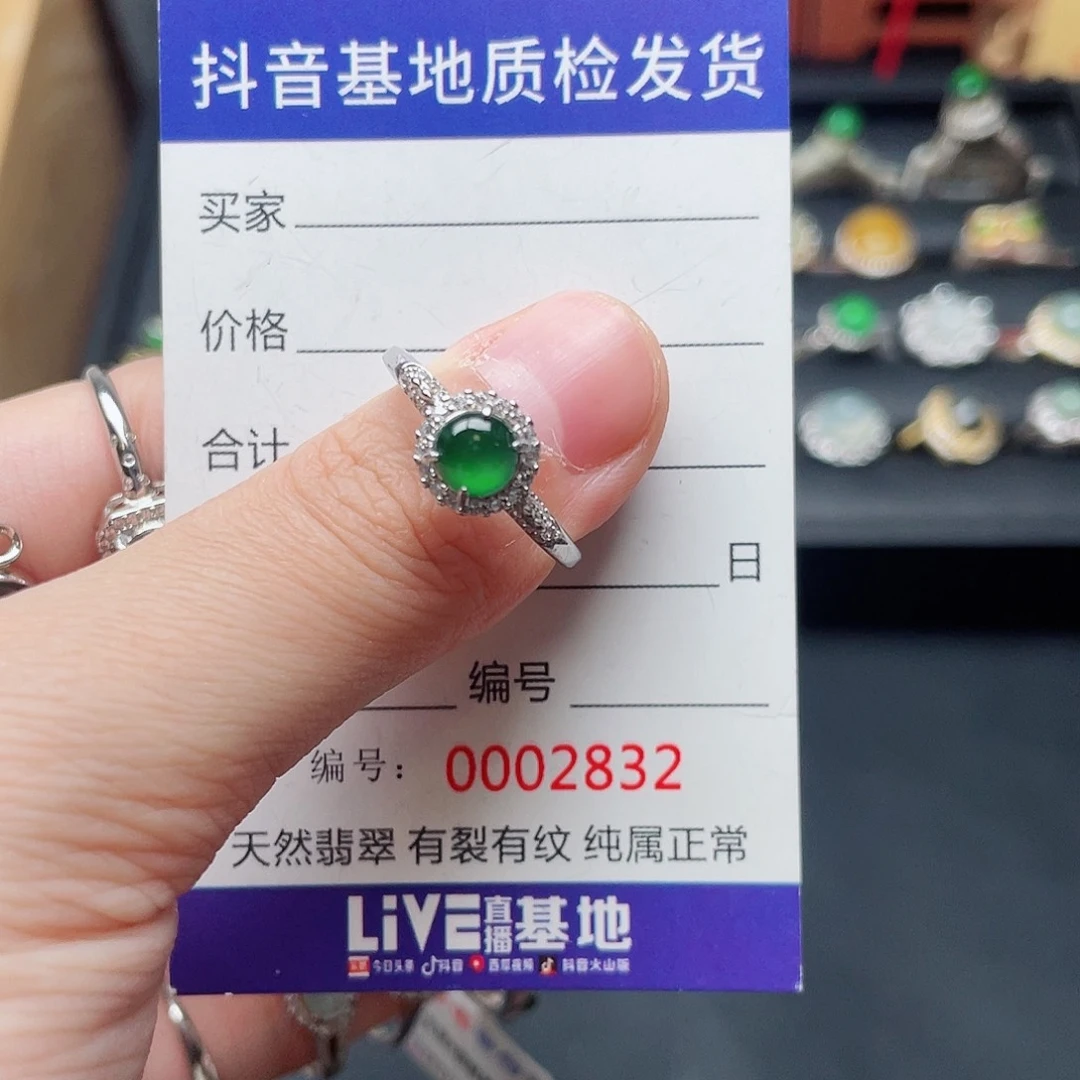 抖音基地质检发货
买家
价格
合计
日
编号
编号： 0002832
天然翡翠 有裂有纹 纯属正常
LiVE直播基地
今日头条 抖音 西瓜视频 抖音火山版